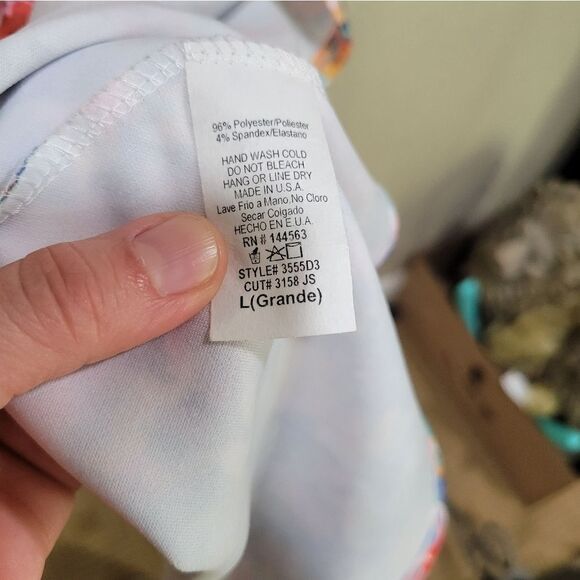 96% Polyester/Poliester
4% Spandex/Elastano
HAND WASH COLD
DO NOT BLEACH
HANG OR LINE DRY
MADE IN U.S.A.
Lave Frio a Mano.No Cloro
Secar Colgado
HECHO EN E.U.A.
RN # 144563
STYLE# 3555D3
CUT# 3158 JS
L(Grande)